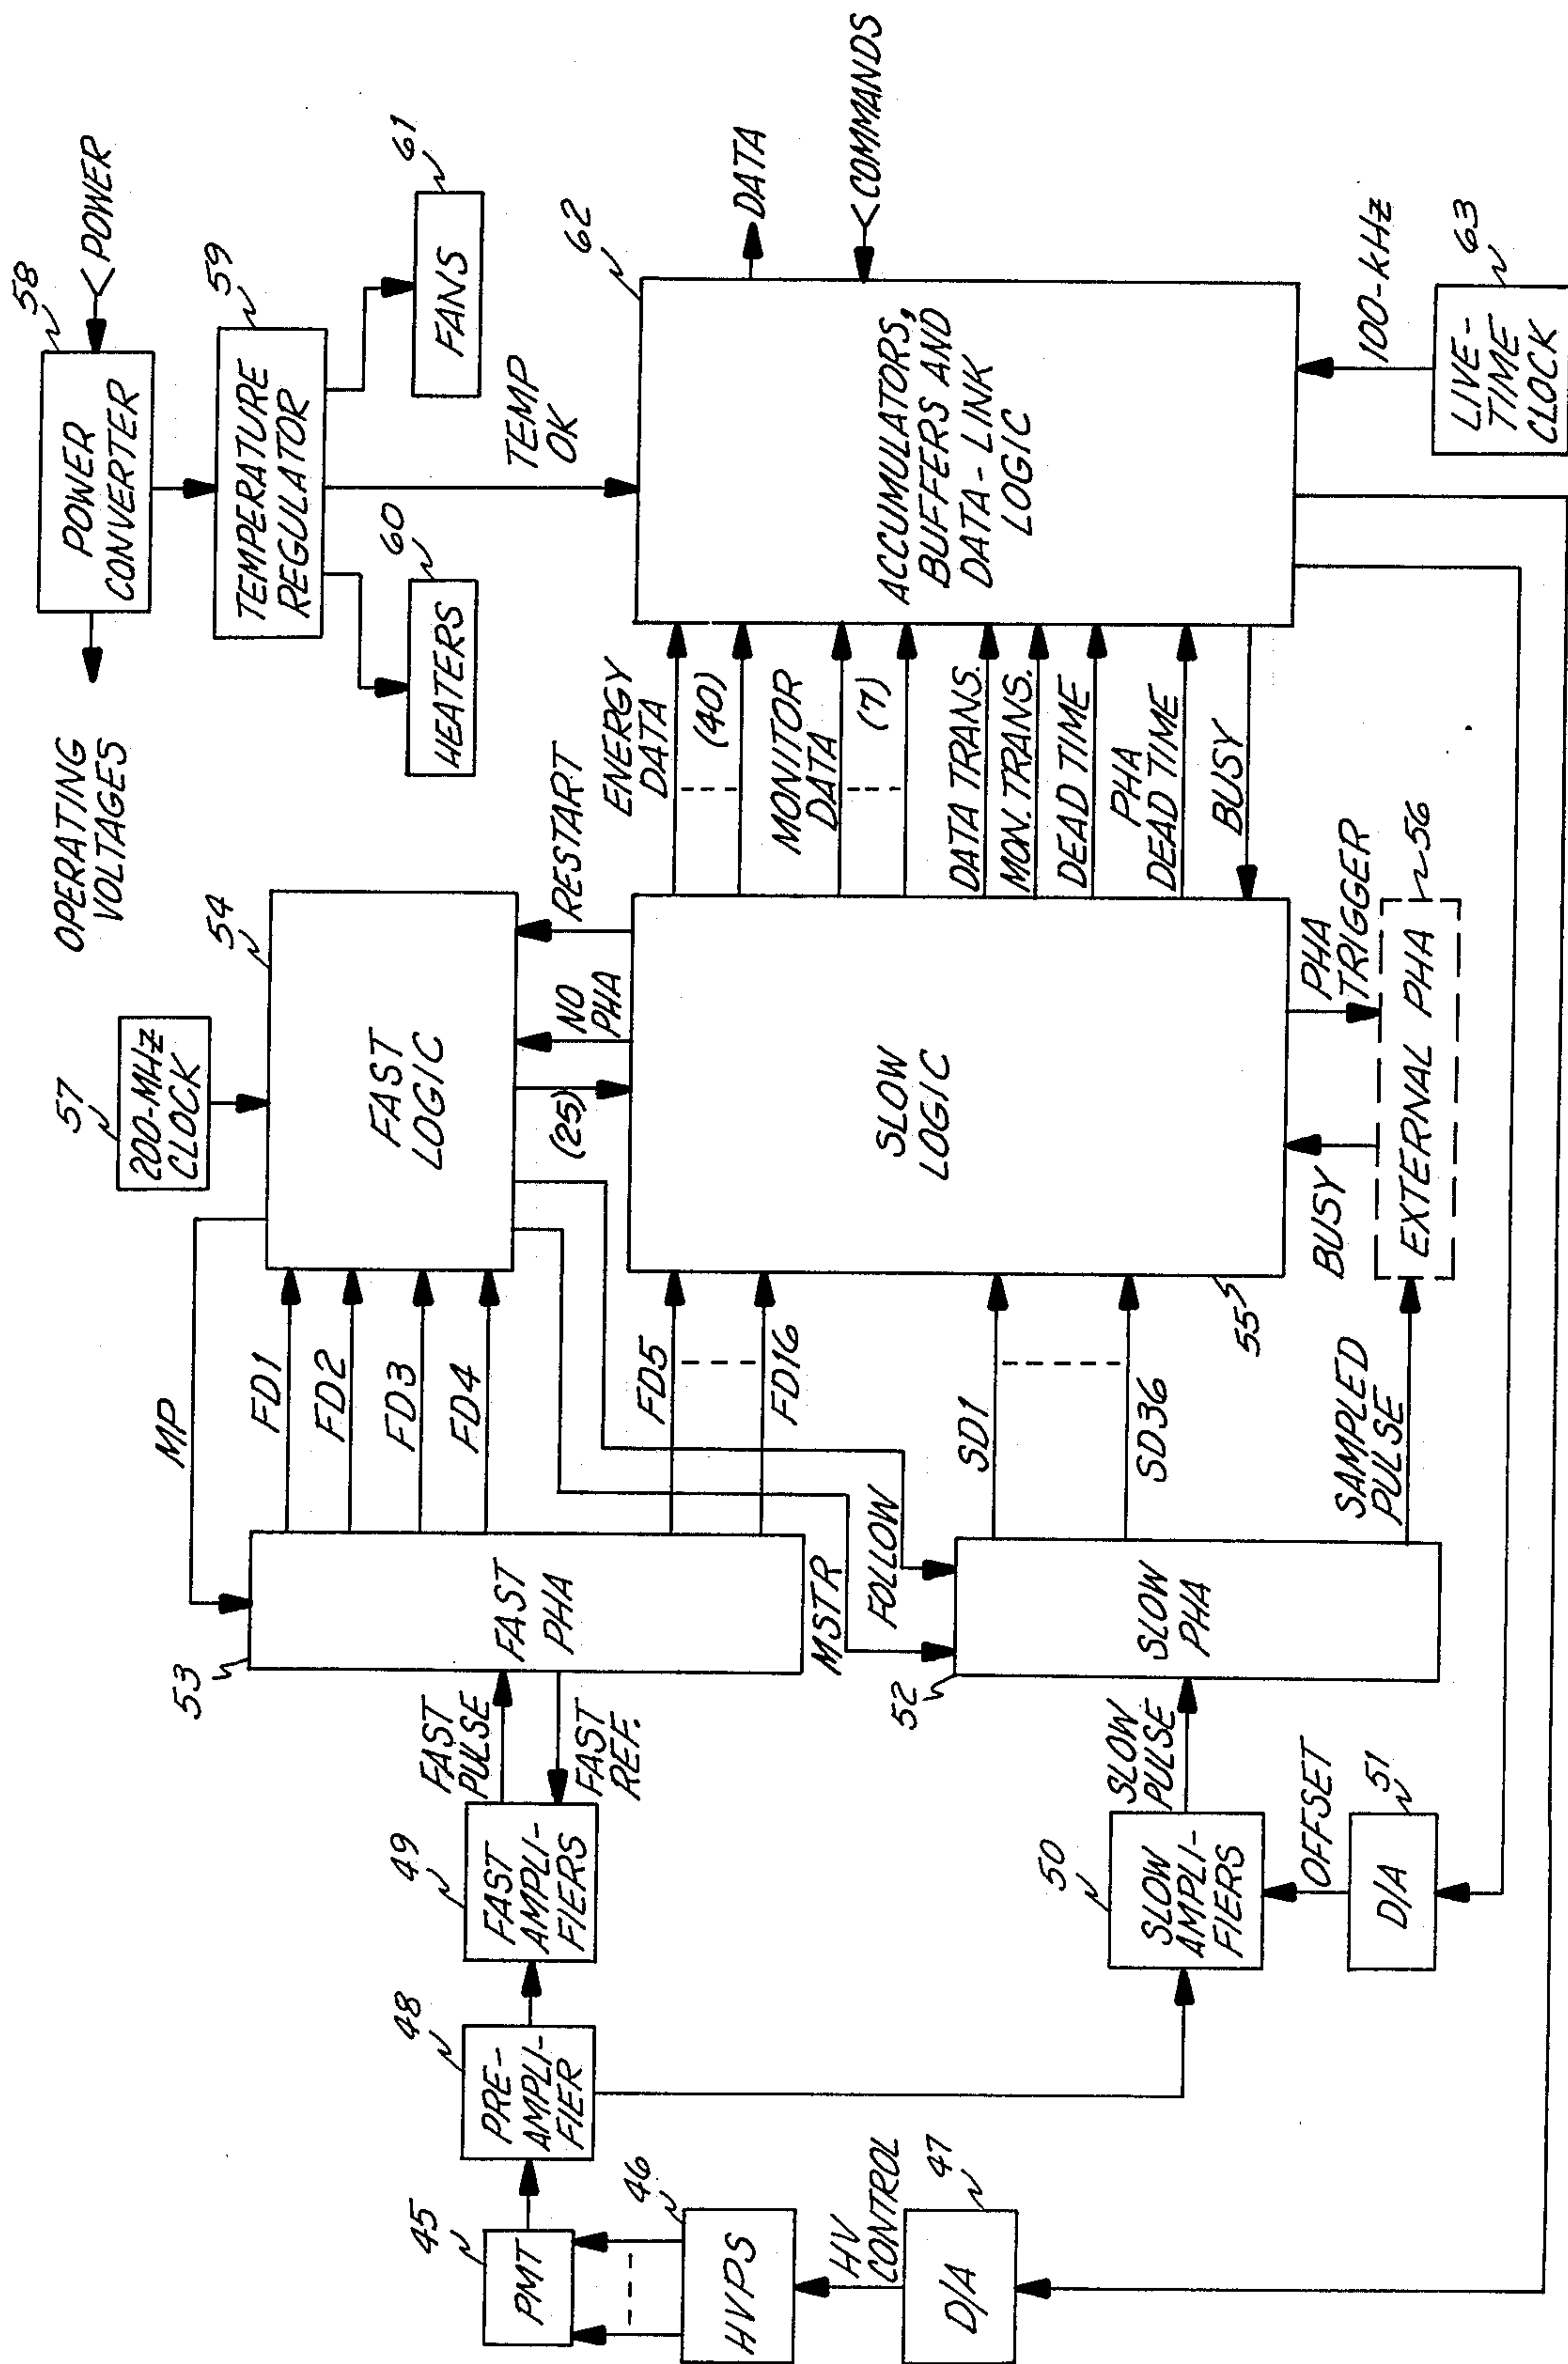 58
POWER
CONVERTER
POWER
OPERATING
VOLTAGES
59
TEMPERATURE
REGULATOR
60
HEATERS
61
FANS
TEMP
OK
57
200-MHz
CLOCK
54
FAST
LOGIC
MP
FD1
FD2
FD3
FD4
FD5
FD16
53
FAST
PHA
FAST
PULSE
FAST
REF.
49
FAST
AMPLI-
FIERS
48
PRE-
AMPLI-
FIER
45
PMT
46
HVPS
HV
CONTROL
47
D/A
MSTR
FOLLOW
(25)
NO
PHA
RESTART
SLOW
LOGIC
55
SD1
SD36
52
SLOW
PHA
SLOW
PULSE
50
SLOW
AMPLI-
FIERS
OFFSET
51
D/A
SAMPLED
PULSE
BUSY
PHA
TRIGGER
EXTERNAL PHA
56
ENERGY
DATA
(40)
MONITOR
DATA
(7)
DATA TRANS.
MON. TRANS.
DEAD TIME
PHA
DEAD TIME
BUSY
62
ACCUMULATORS,
BUFFERS AND
DATA-LINK
LOGIC
DATA
COMMANDS
100-kHz
63
LIVE-
TIME
CLOCK